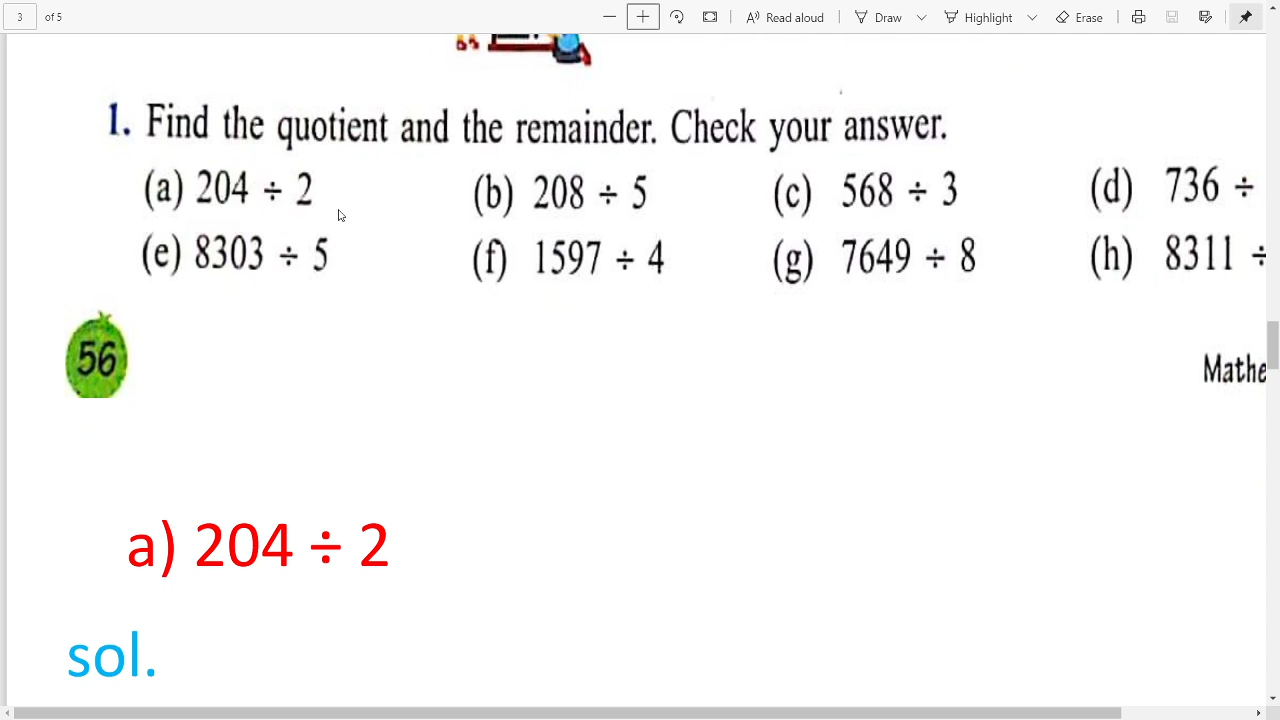 3 of 5 Read aloud Draw Highlight Erase
1. Find the quotient and the remainder. Check your answer.
(a) 204 ÷ 2 (b) 208 ÷ 5 (c) 568 ÷ 3 (d) 736 ÷
(e) 8303 ÷ 5 (f) 1597 ÷ 4 (g) 7649 ÷ 8 (h) 8311 ÷
56
Mathe
a) 204 ÷ 2
sol.